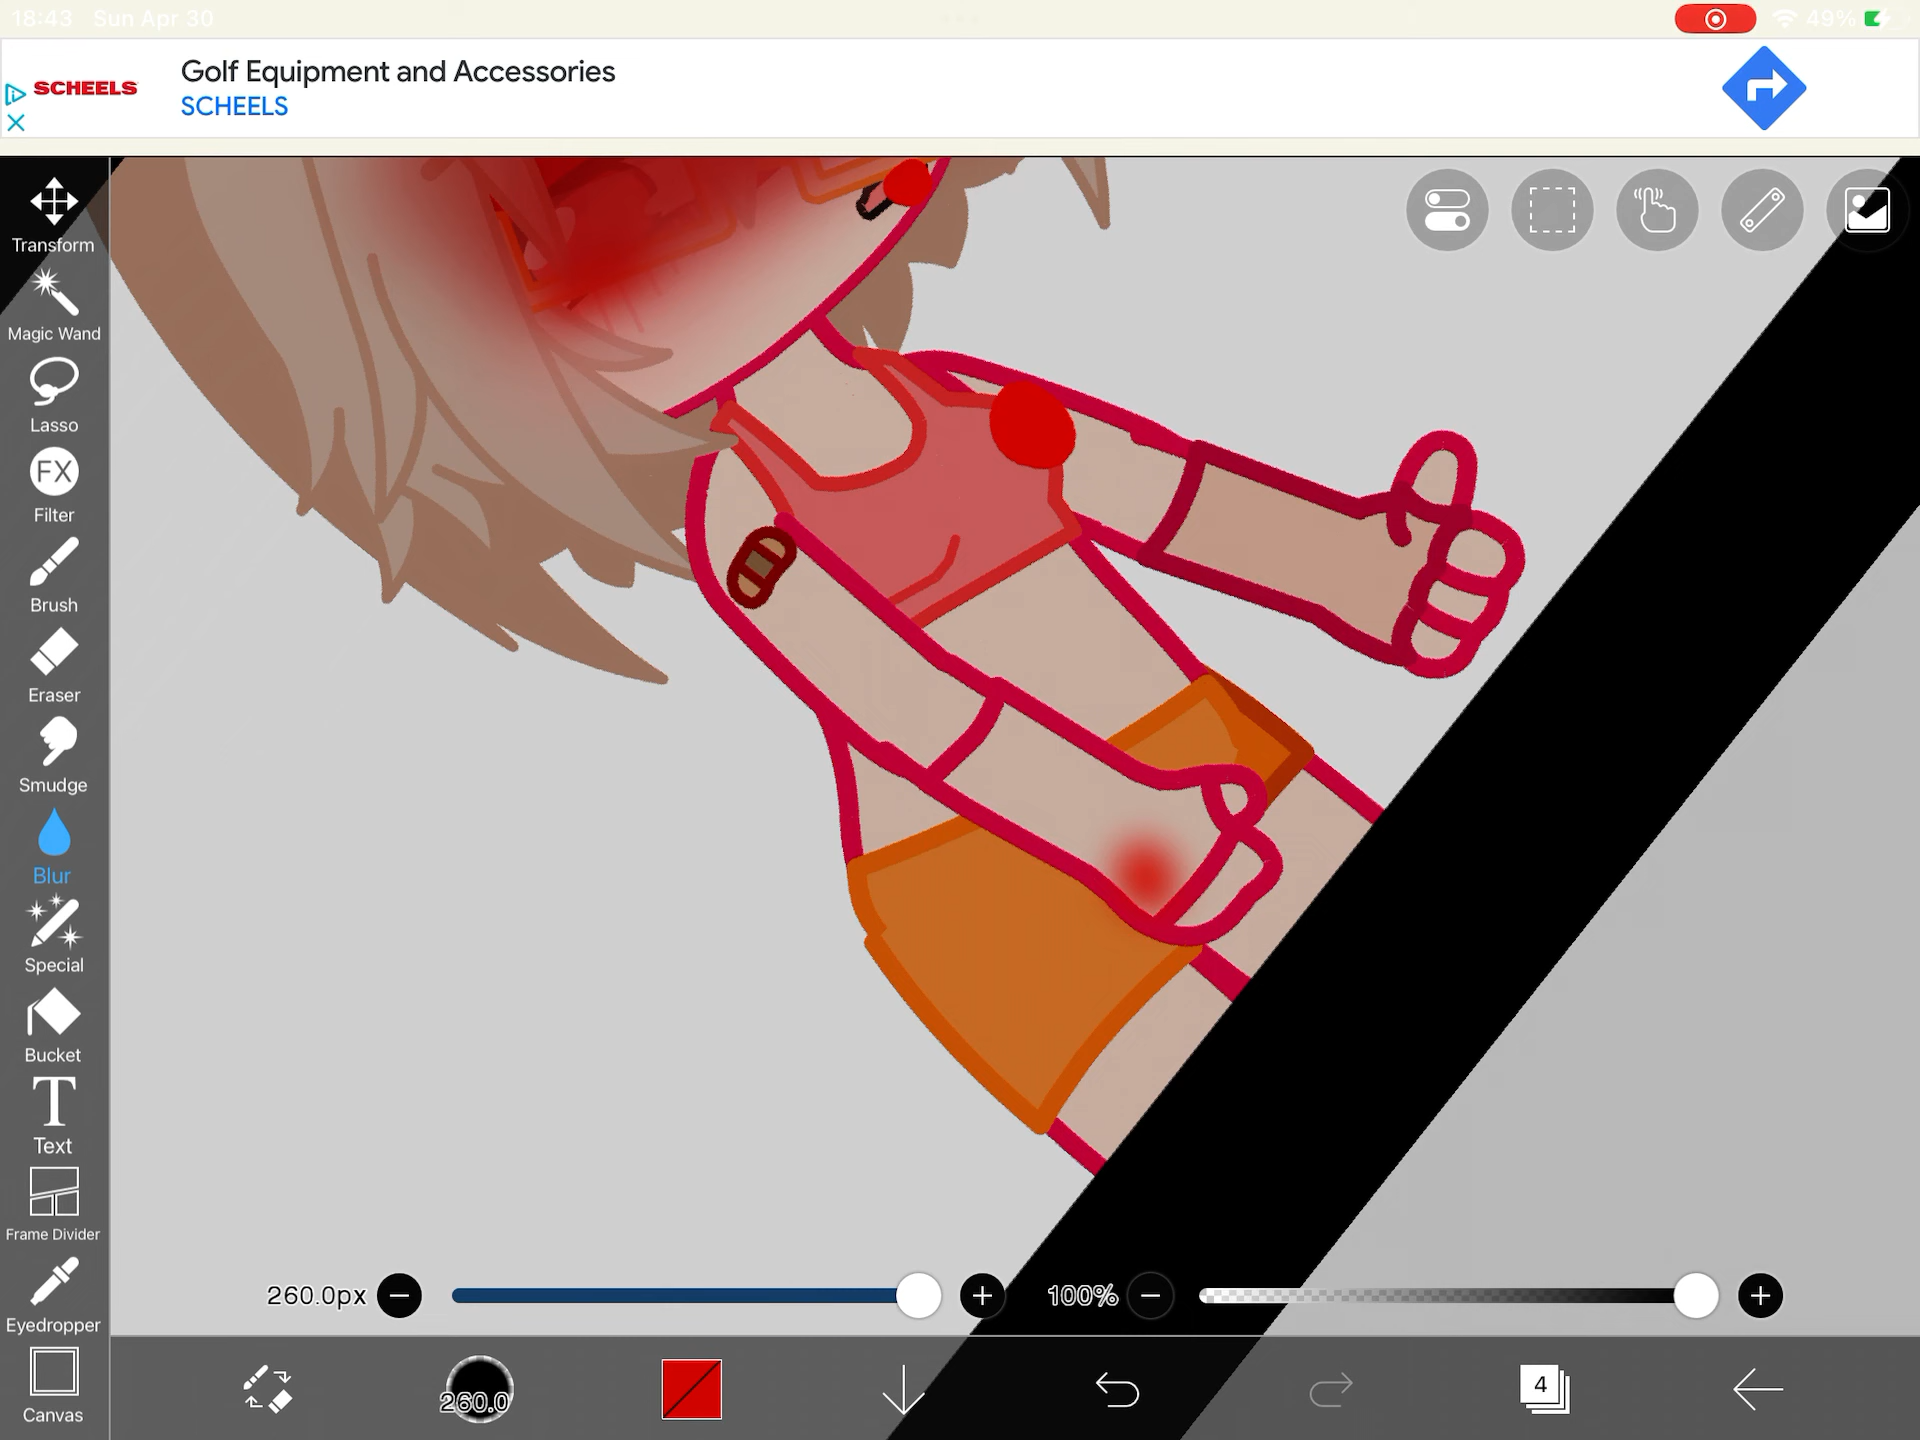 18:43 Sun Apr 30
49%
SCHEELS
Golf Equipment and Accessories
SCHEELS
Transform
Magic Wand
Lasso
FX
Filter
Brush
Eraser
Smudge
Blur
Special
Bucket
T
Text
Frame Divider
Eyedropper
Canvas
260.0px
100%
260.0
4